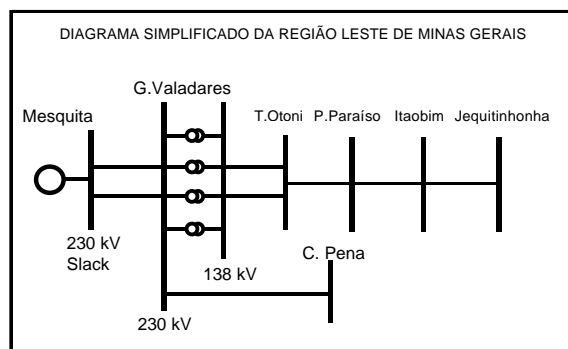 DIAGRAMA SIMPLIFICADO DA REGIÃO LESTE DE MINAS GERAIS
G.Valadares
Mesquita
T.Otoni
P.Paraíso
Itaobim
Jequitinhonha
230 kV
Slack
138 kV
C. Pena
230 kV